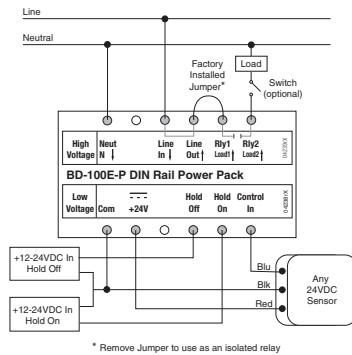 Line
Neutral
Factory
Installed
Jumper*
Load
Switch
(optional)
High
Voltage
Neut
N ↓
Line
In ↓
Line
Out ↑
Rly1
Load1 ↑
Rly2
Load2 ↑
04239rX
BD-100E-P DIN Rail Power Pack
Low
Voltage
Com
+24V
Hold
Off
Hold
On
Control
In
04238rX
+12-24VDC In
Hold Off
+12-24VDC In
Hold On
Blu
Blk
Red
Any
24VDC
Sensor
* Remove Jumper to use as an isolated relay